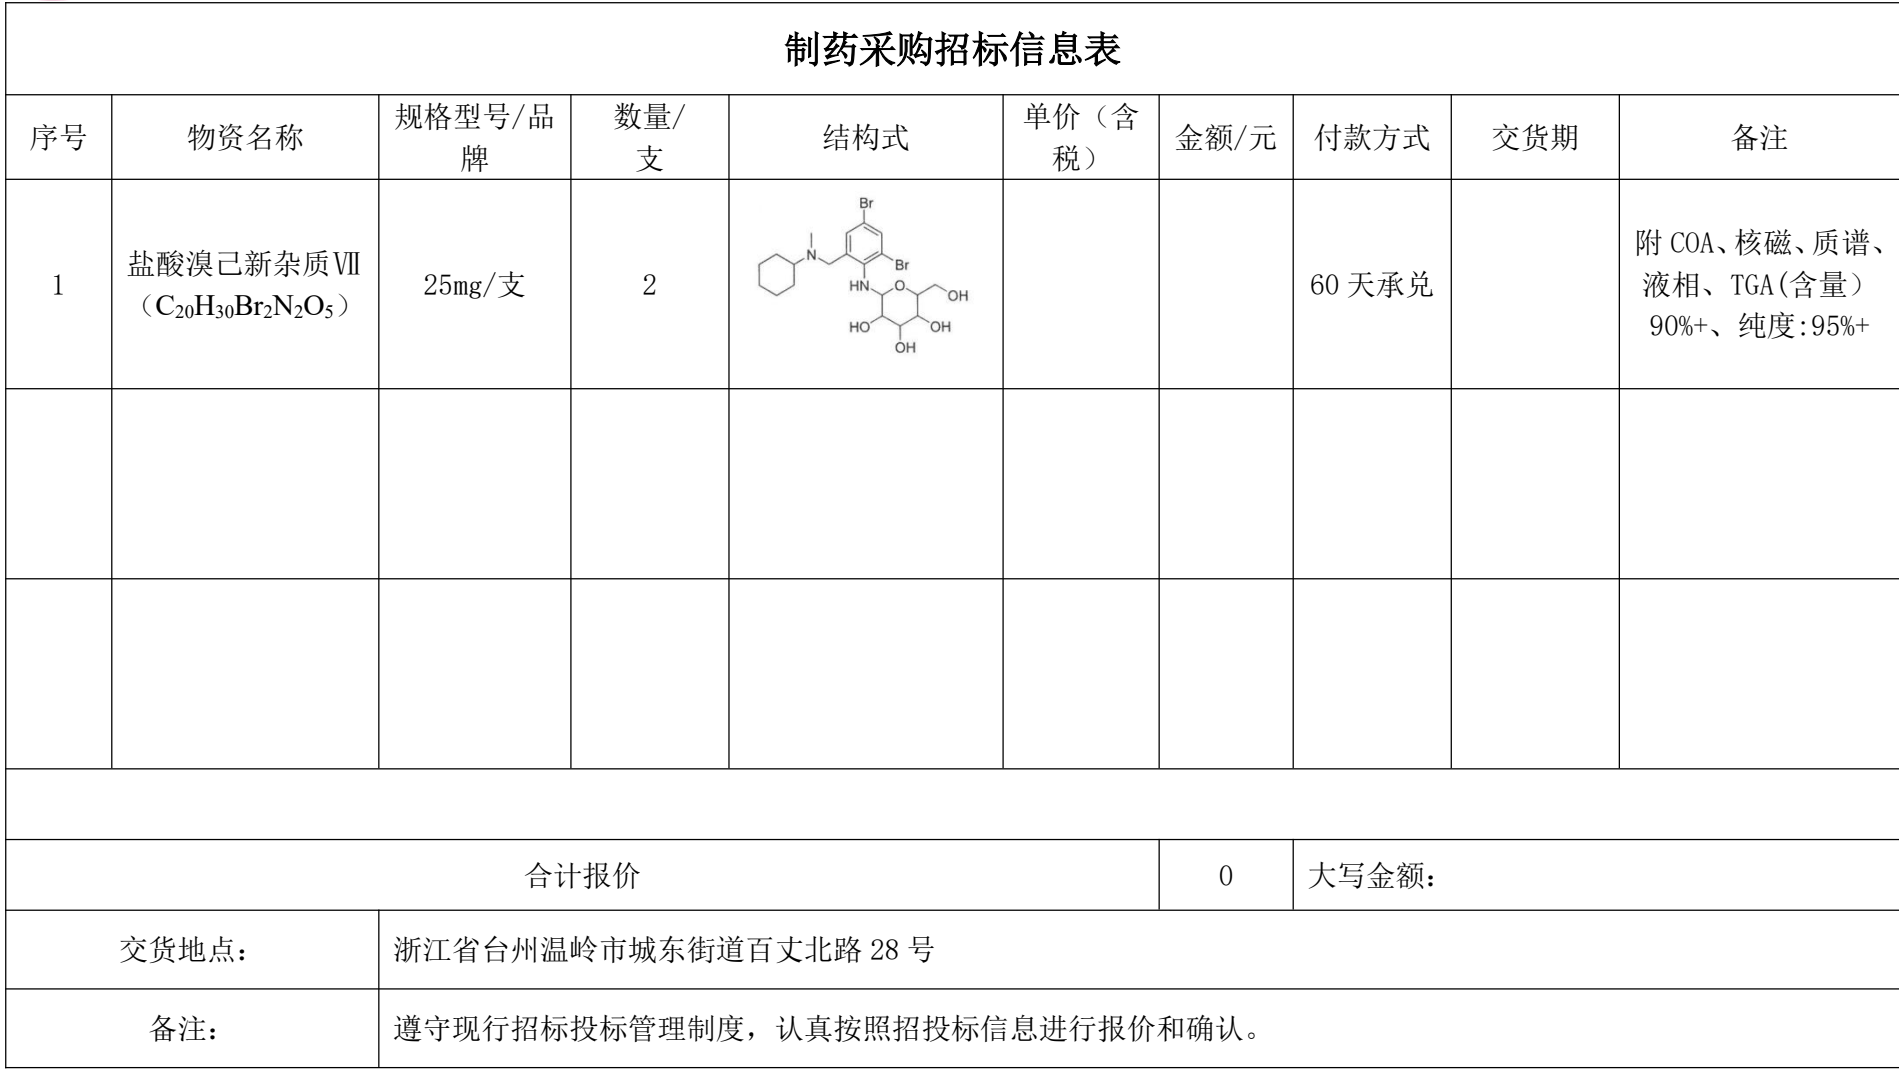 制药采购招标信息表
序号
物资名称
规格型号/品
牌
数量/
支
结构式
单价（含
税）
金额/元
付款方式
交货期
备注
1
盐酸溴己新杂质Ⅶ
（C₂₀H₃₀Br₂N₂O₅）
25mg/支
2
Br
N
Br
HN
O
OH
HO
OH
OH
60 天承兑
附 COA、核磁、质谱、
液相、TGA(含量）
90%+、纯度:95%+
合计报价
0
大写金额：
交货地点：
浙江省台州温岭市城东街道百丈北路 28 号
备注：
遵守现行招标投标管理制度，认真按照招投标信息进行报价和确认。